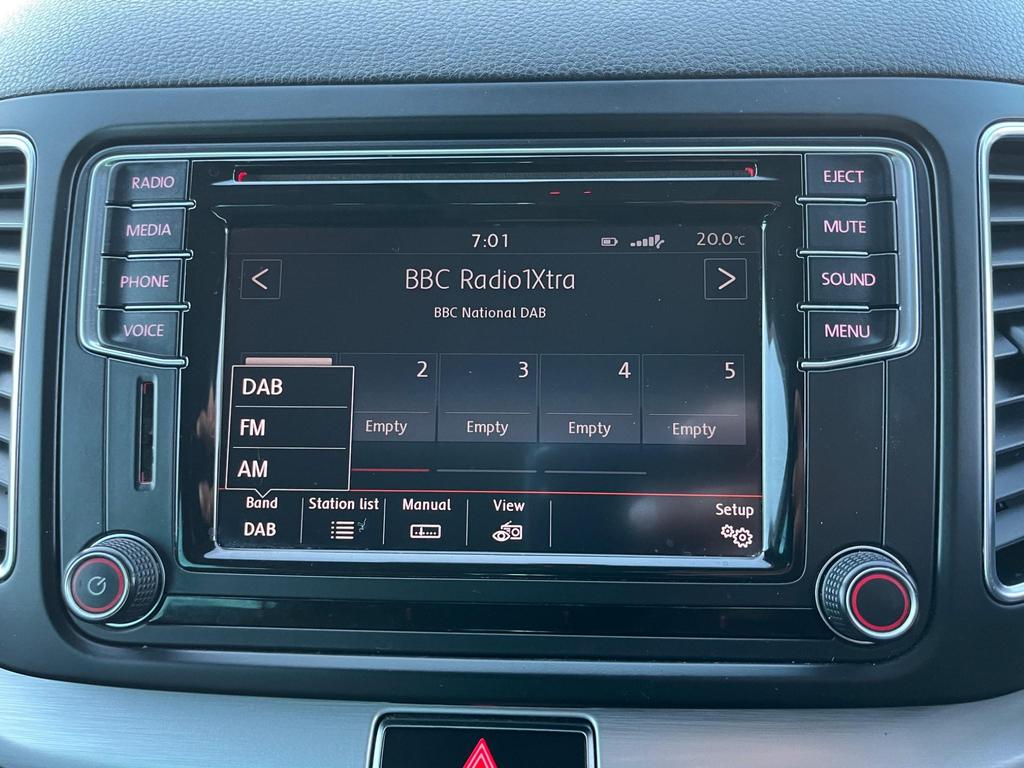 RADIO
MEDIA
PHONE
VOICE
EJECT
MUTE
SOUND
MENU
7:01 20.0°C
< BBC Radio1Xtra >
BBC National DAB
2 3 4 5
Empty Empty Empty Empty
DAB
FM
AM
Band Station list Manual View Setup
DAB